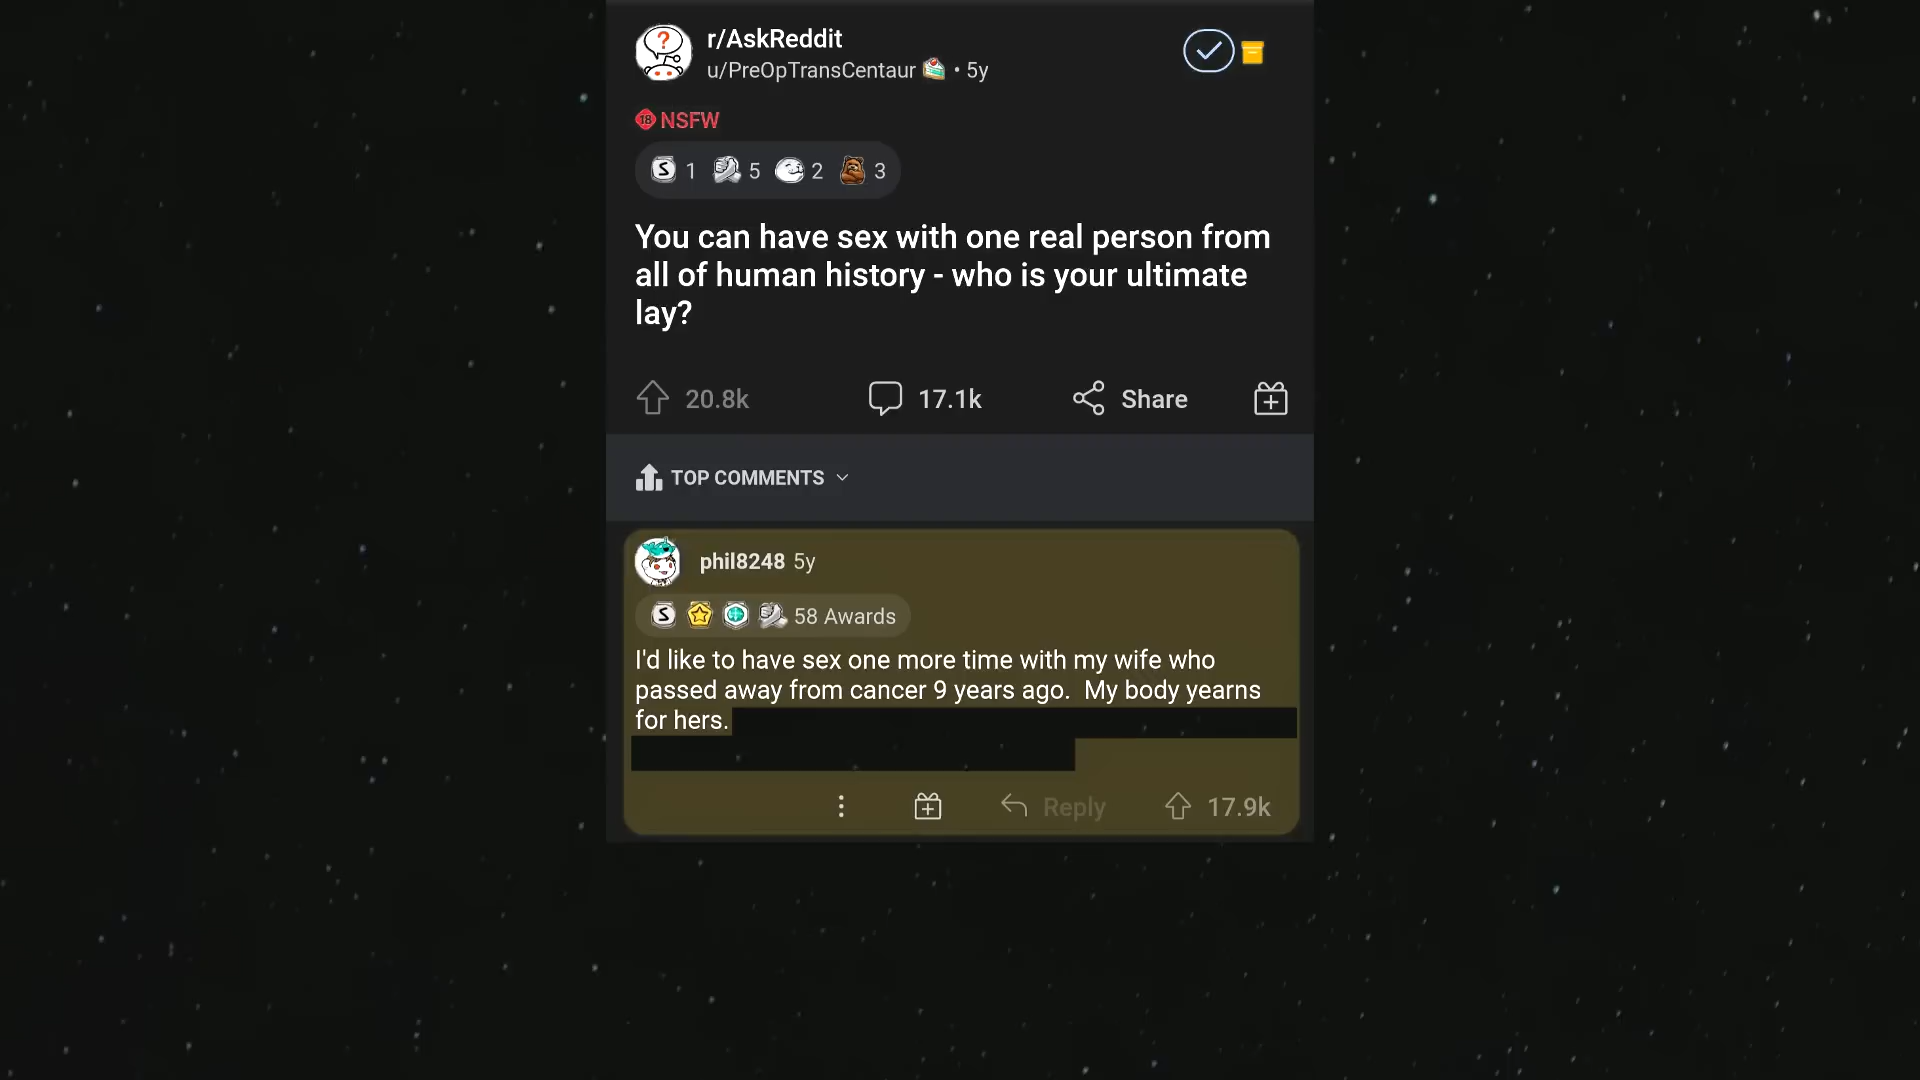 r/AskReddit
u/PreOpTransCentaur • 5y
18 NSFW
S 1 5 2 3
You can have sex with one real person from
all of human history - who is your ultimate
lay?
20.8k 17.1k Share
TOP COMMENTS
phil8248 5y
S 58 Awards
I'd like to have sex one more time with my wife who
passed away from cancer 9 years ago. My body yearns
for hers.
Reply 17.9k